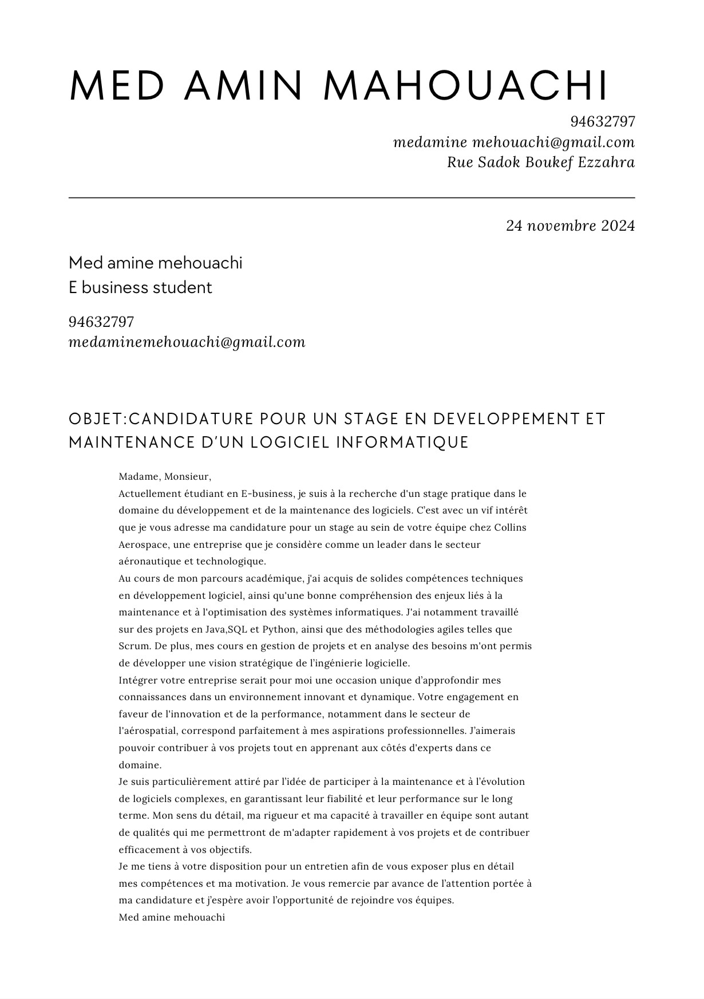 MED AMIN MAHOUACHI
94632797
medamine mehouachi@gmail.com
Rue Sadok Boukef Ezzahra
24 novembre 2024
Med amine mehouachi
E business student
94632797
medaminemehouachi@gmail.com
OBJET:CANDIDATURE POUR UN STAGE EN DEVELOPPEMENT ET
MAINTENANCE D'UN LOGICIEL INFORMATIQUE
Madame, Monsieur,
Actuellement étudiant en E-business, je suis à la recherche d'un stage pratique dans le
domaine du développement et de la maintenance des logiciels. C’est avec un vif intérêt
que je vous adresse ma candidature pour un stage au sein de votre équipe chez Collins
Aerospace, une entreprise que je considère comme un leader dans le secteur
aéronautique et technologique.
Au cours de mon parcours académique, j'ai acquis de solides compétences techniques
en développement logiciel, ainsi qu'une bonne compréhension des enjeux liés à la
maintenance et à l'optimisation des systèmes informatiques. J'ai notamment travaillé
sur des projets en Java,SQL et Python, ainsi que des méthodologies agiles telles que
Scrum. De plus, mes cours en gestion de projets et en analyse des besoins m'ont permis
de développer une vision stratégique de l’ingénierie logicielle.
Intégrer votre entreprise serait pour moi une occasion unique d’approfondir mes
connaissances dans un environnement innovant et dynamique. Votre engagement en
faveur de l'innovation et de la performance, notamment dans le secteur de
l'aérospatial, correspond parfaitement à mes aspirations professionnelles. J’aimerais
pouvoir contribuer à vos projets tout en apprenant aux côtés d'experts dans ce
domaine.
Je suis particulièrement attiré par l’idée de participer à la maintenance et à l’évolution
de logiciels complexes, en garantissant leur fiabilité et leur performance sur le long
terme. Mon sens du détail, ma rigueur et ma capacité à travailler en équipe sont autant
de qualités qui me permettront de m'adapter rapidement à vos projets et de contribuer
efficacement à vos objectifs.
Je me tiens à votre disposition pour un entretien afin de vous exposer plus en détail
mes compétences et ma motivation. Je vous remercie par avance de l’attention portée à
ma candidature et j’espère avoir l’opportunité de rejoindre vos équipes.
Med amine mehouachi